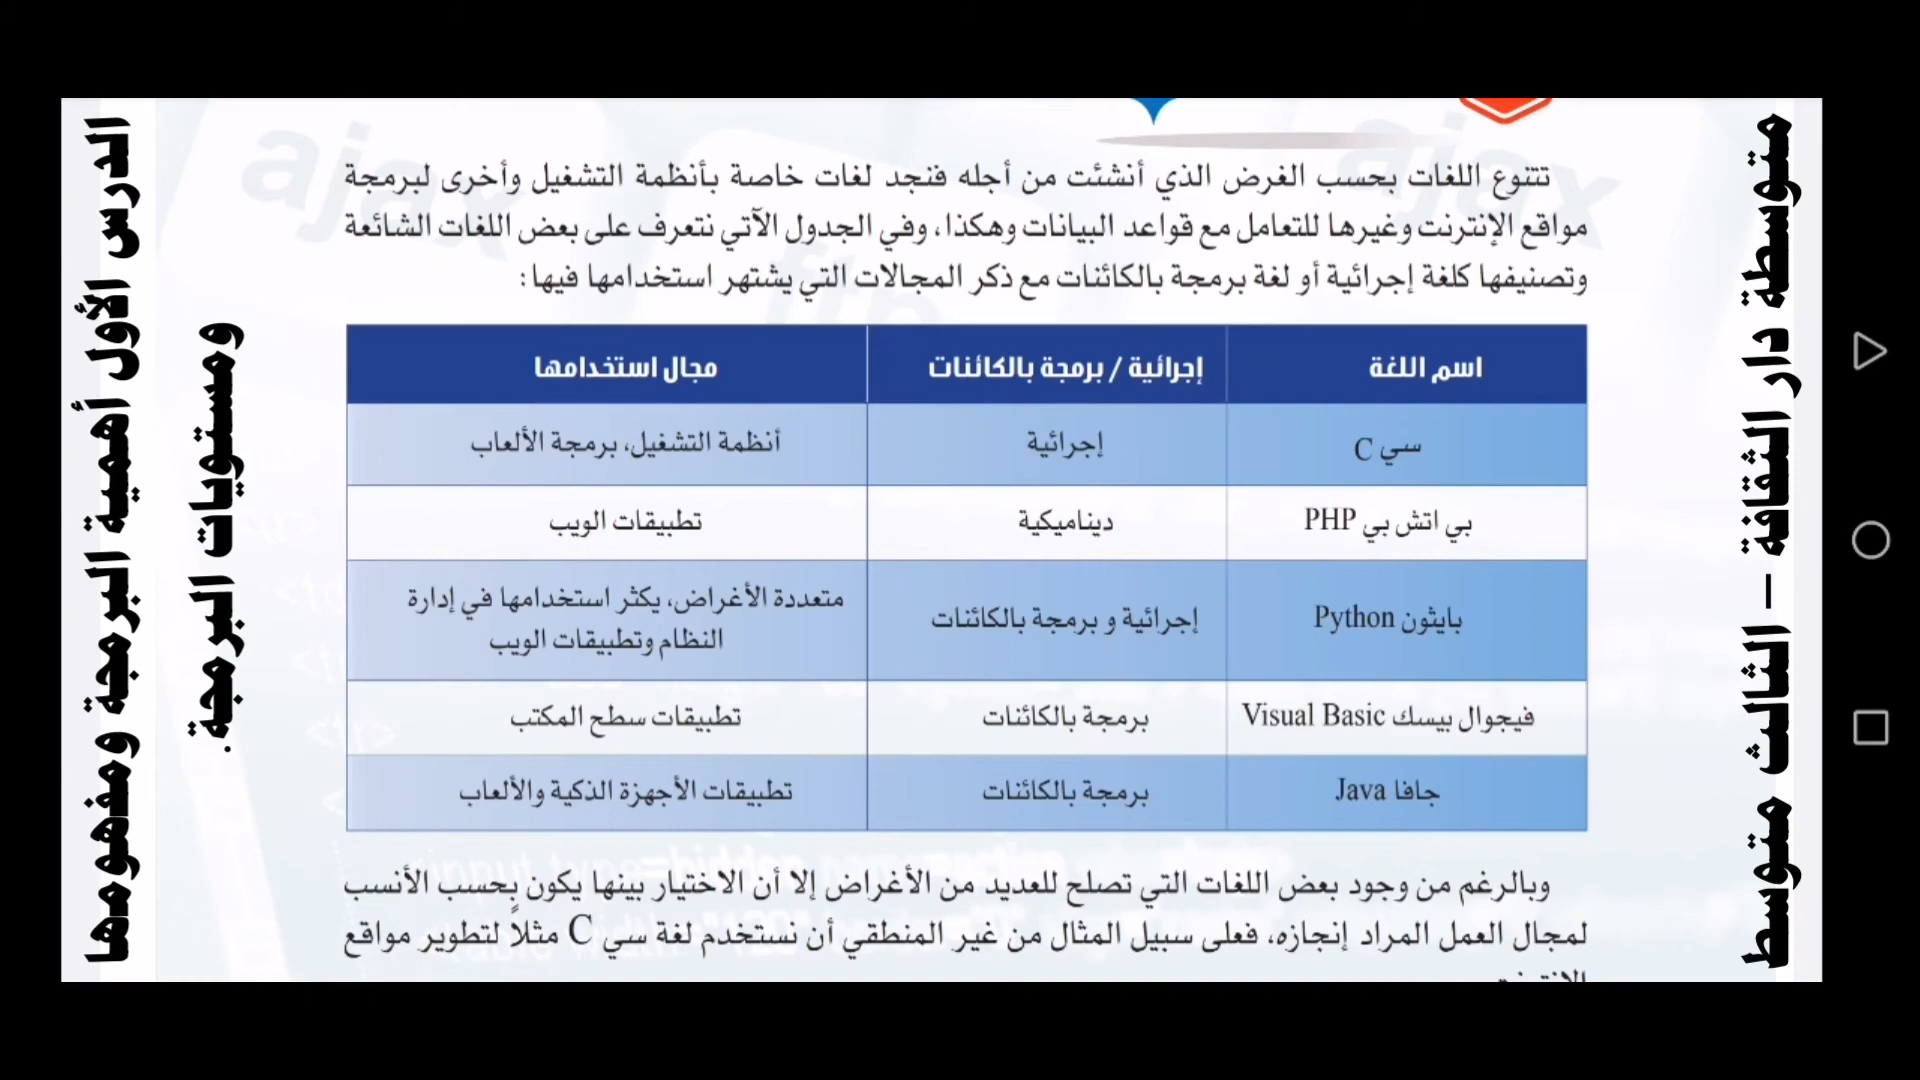 متوسطة دار الثقافة – الثالث متوسط
تتنوع اللغات بحسب الغرض الذي أنشئت من أجله فنجد لغات خاصة بأنظمة التشغيل وأخرى لبرمجة
مواقع الإنترنت وغيرها للتعامل مع قواعد البيانات وهكذا، وفي الجدول الآتي نتعرف على بعض اللغات الشائعة
وتصنيفها كلغة إجرائية أو لغة برمجة بالكائنات مع ذكر المجالات التي يشتهر استخدامها فيها:
اسم اللغة إجرائية / برمجة بالكائنات مجال استخدامها
سي C إجرائية أنظمة التشغيل، برمجة الألعاب
بي اتش بي PHP ديناميكية تطبيقات الويب
بايثون Python إجرائية و برمجة بالكائنات متعددة الأغراض، يكثر استخدامها في إدارة
النظام وتطبيقات الويب
فيجوال بيسك Visual Basic برمجة بالكائنات تطبيقات سطح المكتب
جافا Java برمجة بالكائنات تطبيقات الأجهزة الذكية والألعاب
وبالرغم من وجود بعض اللغات التي تصلح للعديد من الأغراض إلا أن الاختيار بينها يكون بحسب الأنسب
لمجال العمل المراد إنجازه، فعلى سبيل المثال من غير المنطقي أن نستخدم لغة سي C مثلاً لتطوير مواقع
الدرس الأول أهمية البرمجة ومفهومها
ومستويات البرمجة.
ajax
ajax